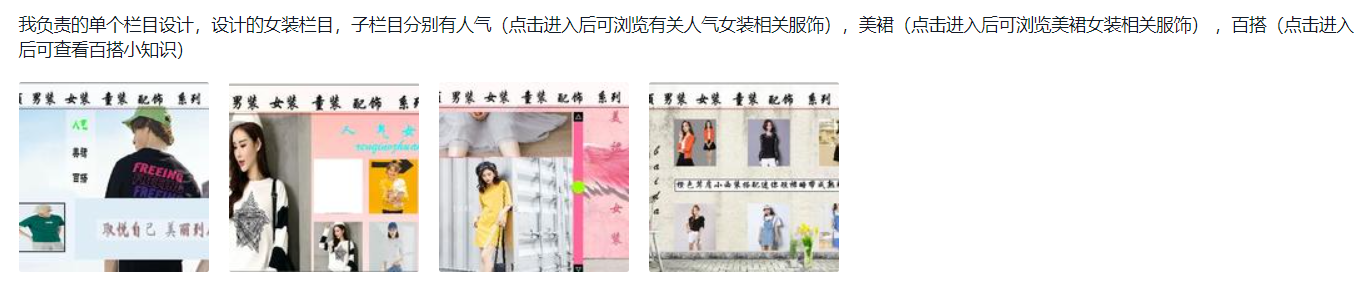 我负责的单个栏目设计，设计的女装栏目，子栏目分别有人气（点击进入后可浏览有关人气女装相关服饰），美裙（点击进入后可浏览美裙女装相关服饰），百搭（点击进入
后可查看百搭小知识）
男装 女装 童装 配饰 系列
人气
美裙
百搭
FREEING
FREEING
取悦自己 美丽到
男装 女装 童装 配饰 系列
人气女
renqinvzhuan
男装 女装 童装 配饰 系列
美裙女装
男装 女装 童装 配饰 系列
baida